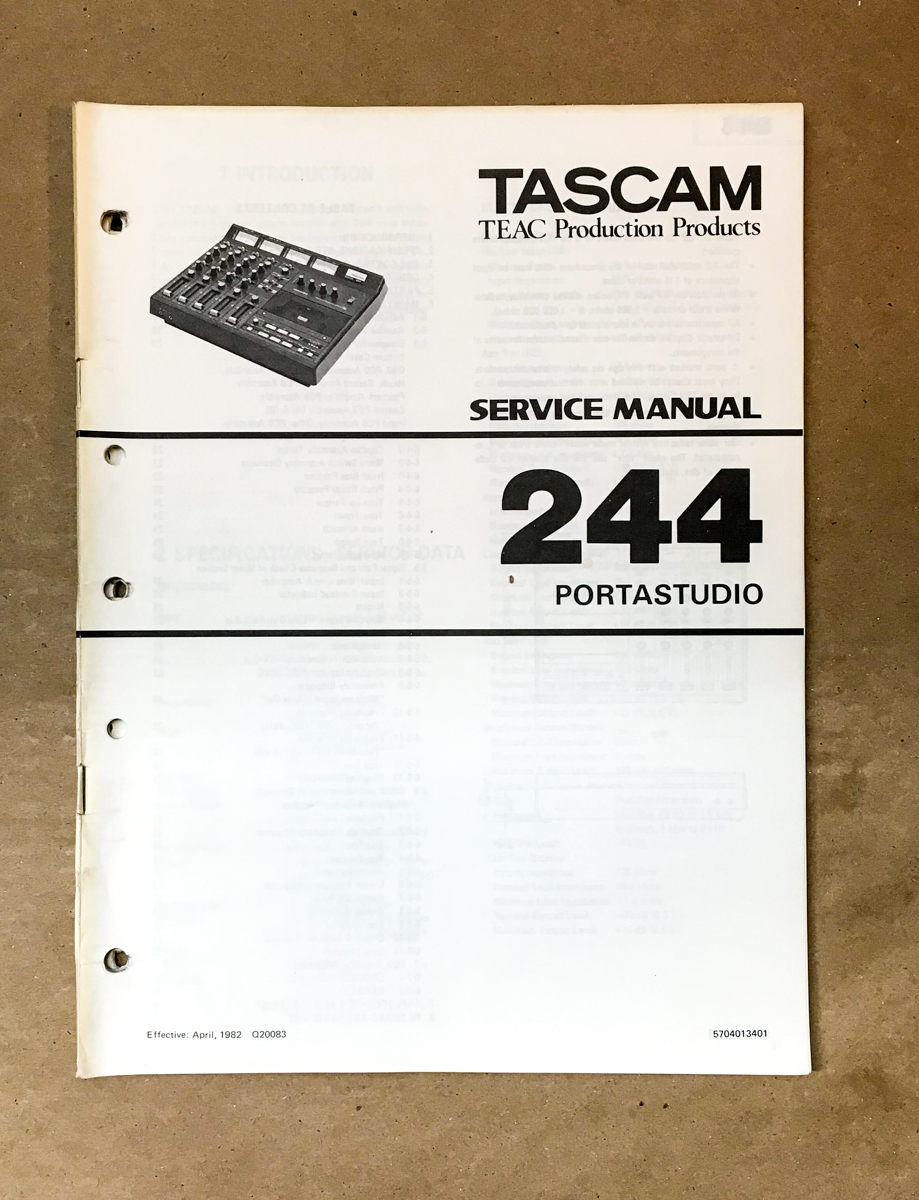 TASCAM
TEAC Production Products
SERVICE MANUAL
244
PORTASTUDIO
Effective: April, 1982 Q20083
5704013401